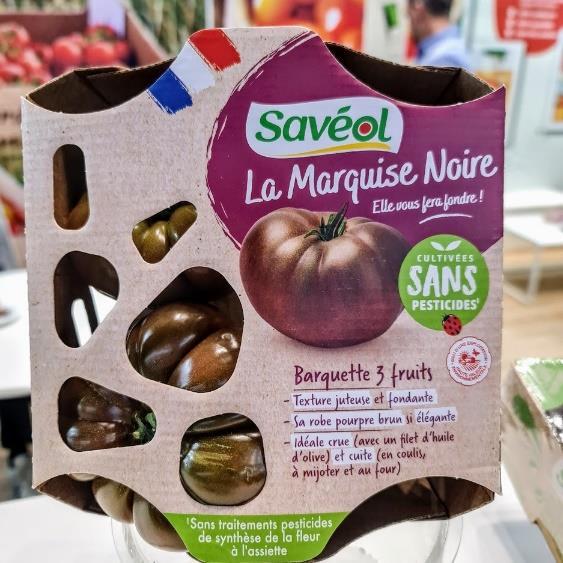 Savéol
La Marquise Noire
Elle vous fera fondre !
CULTIVÉES
SANS
PESTICIDES¹
Barquette 3 fruits
- Texture juteuse et fondante
- Sa robe pourpre brun si élégante
- Idéale crue (avec un filet d'huile
d'olive) et cuite (en coulis,
à mijoter et au four)
¹Sans traitements pesticides
de synthèse de la fleur
à l'assiette